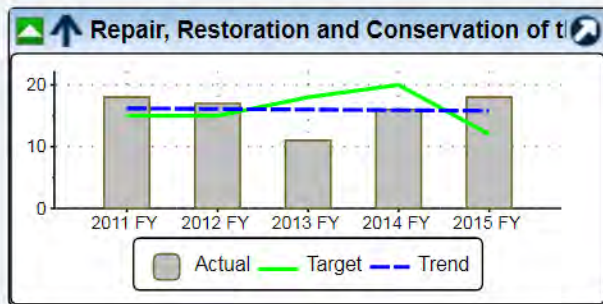 Repair, Restoration and Conservation of t
20
10
0
2011 FY 2012 FY 2013 FY 2014 FY 2015 FY
Actual Target Trend